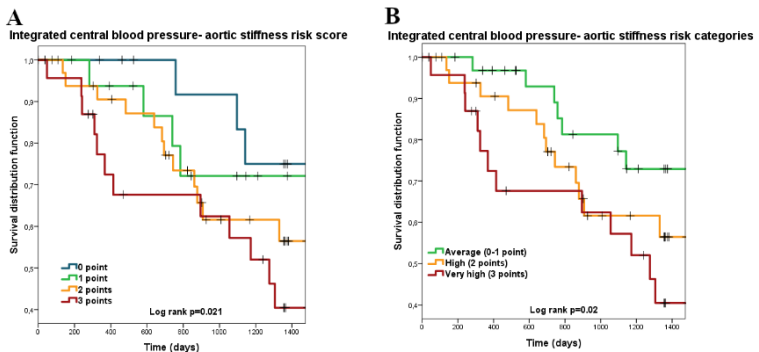 A
Integrated central blood pressure- aortic stiffness risk score
Survival distribution function
1,0
0,9
0,8
0,7
0,6
0,5
0,4
0 point
1 point
2 points
3 points
Log rank p=0.021
0 200 400 600 800 1000 1200 1400
Time (days)
B
Integrated central blood pressure- aortic stiffness risk categories
Survival distribution function
1,0
0,9
0,8
0,7
0,6
0,5
0,4
Average (0-1 point)
High (2 points)
Very high (3 points)
Log rank p=0.02
0 200 400 600 800 1000 1200 1400
Time (days)